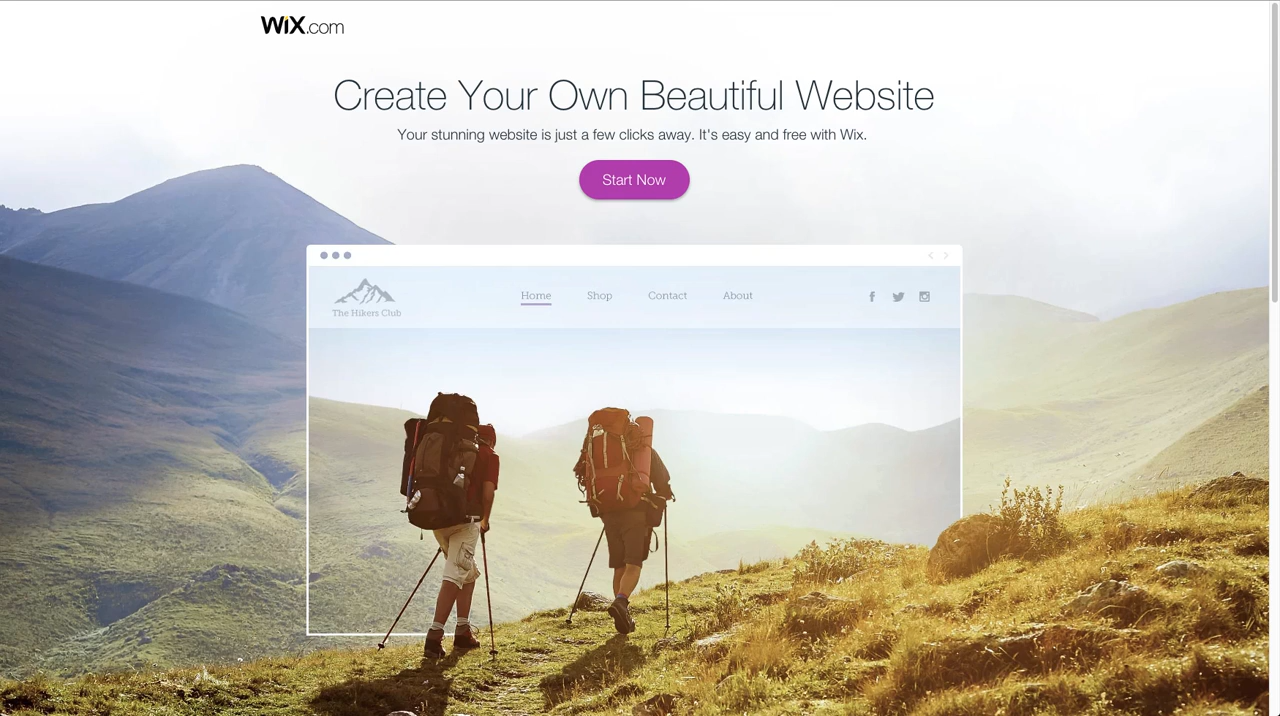 WiX.com
Create Your Own Beautiful Website
Your stunning website is just a few clicks away. It's easy and free with Wix.
Start Now
Home Shop Contact About
The Hikers Club